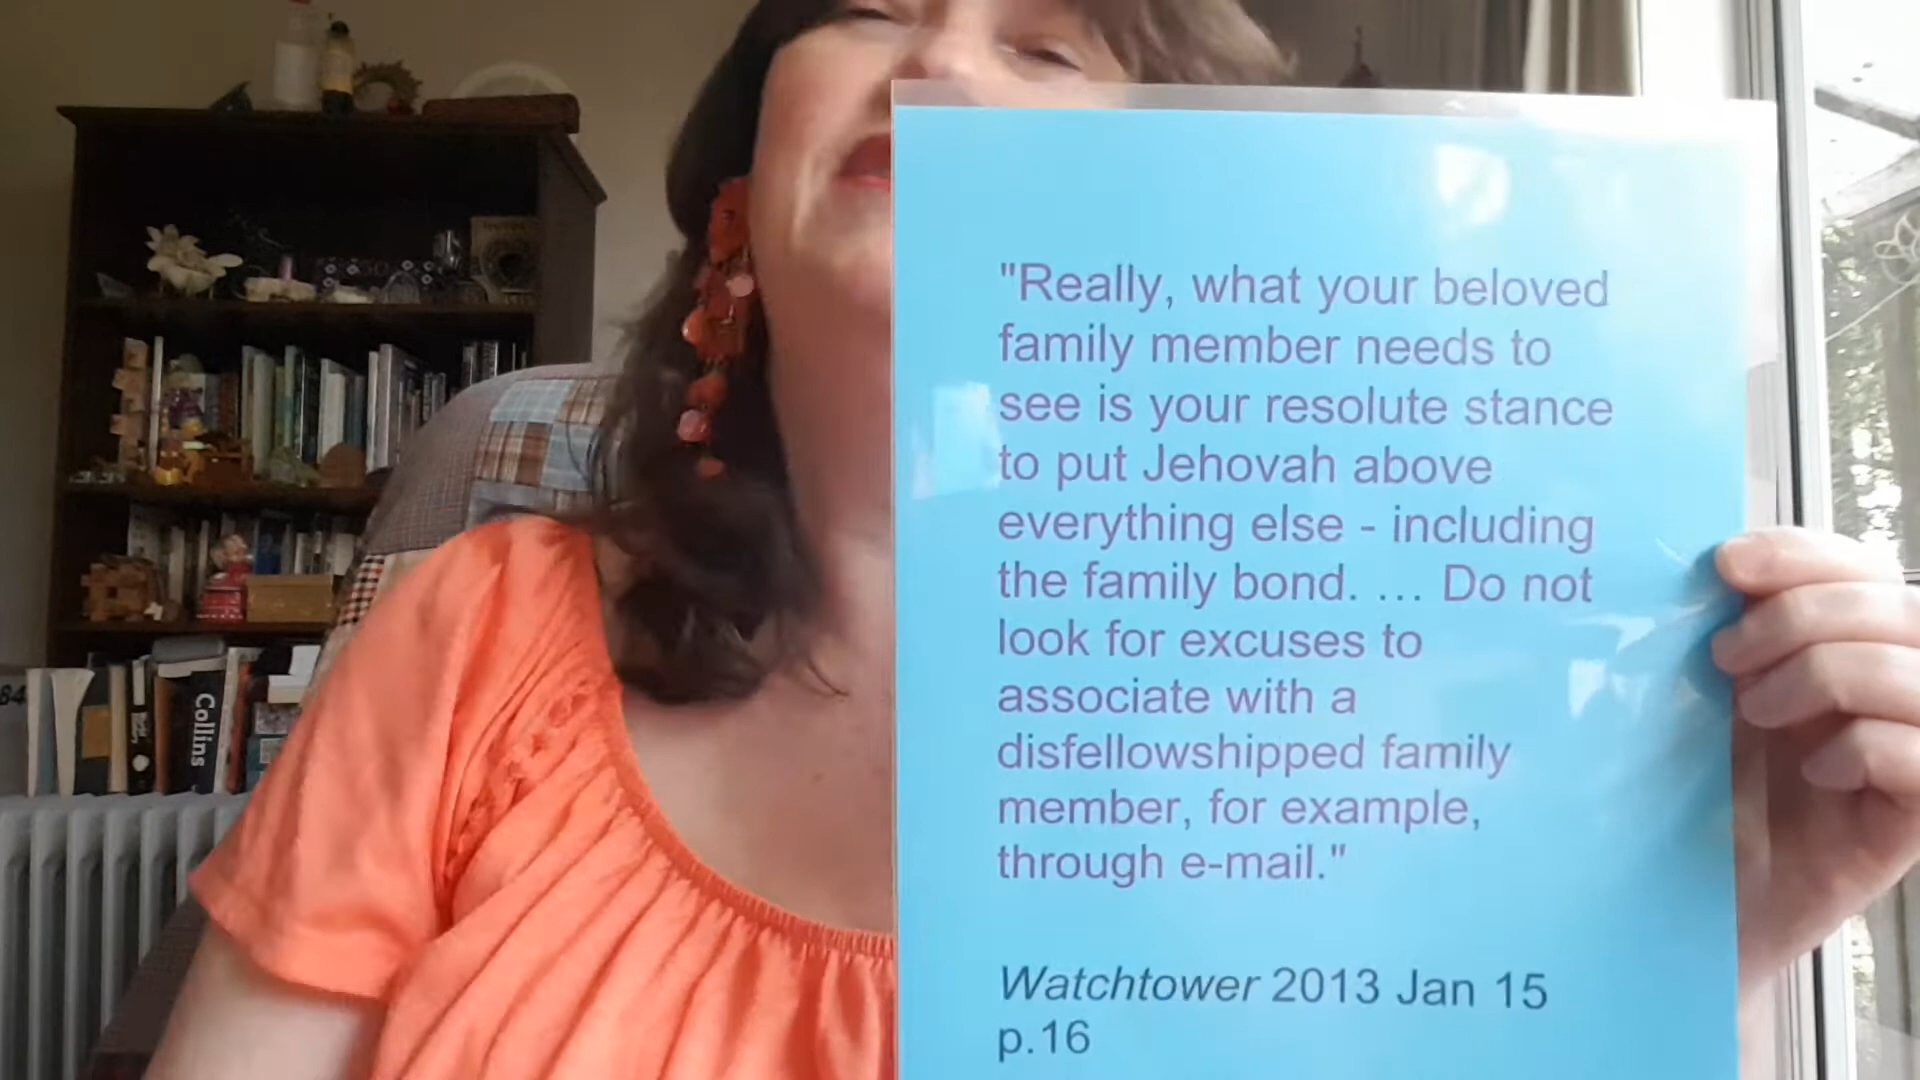 "Really, what your beloved
family member needs to
see is your resolute stance
to put Jehovah above
everything else - including
the family bond. … Do not
look for excuses to
associate with a
disfellowshipped family
member, for example,
through e-mail."
Watchtower 2013 Jan 15
p.16
Collins